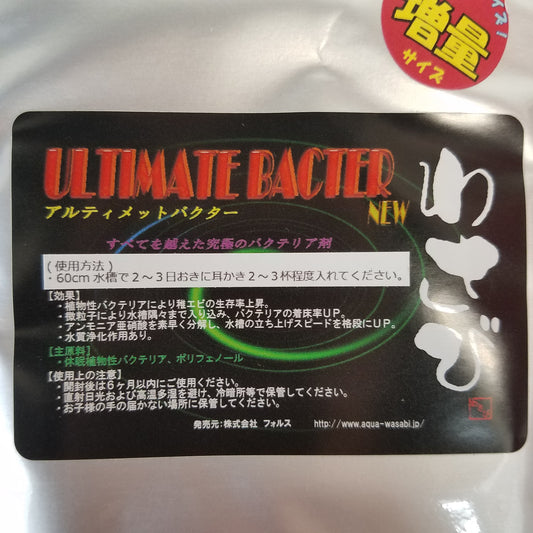 イズ！
増量
サイズ
ULTIMATE BACTER
アルティメットバクター
NEW
わさび
すべてを越えた究極のバクテリア剤
(使用方法)
・60cm 水槽で２～３日おきに耳かき２～３杯程度入れてください。
【効果】
・植物性バクテリアにより稚エビの生存率上昇。
・微粒子により水槽隅々まで入り込み、バクテリアの着床率ＵＰ。
・アンモニア亜硝酸を素早く分解し、水槽の立ち上げスピードを格段にＵＰ。
・水質浄化作用あり。
【主原料】
・休眠植物性バクテリア、ポリフェノール
【使用上の注意】
・開封後は６ヶ月以内にご使用ください。
・直射日光および高温多湿を避け、冷暗所等で保管してください。
・お子様の手の届かない場所に保管してください。
発売元：株式会社 フォルス http://www.aqua-wasabi.jp/